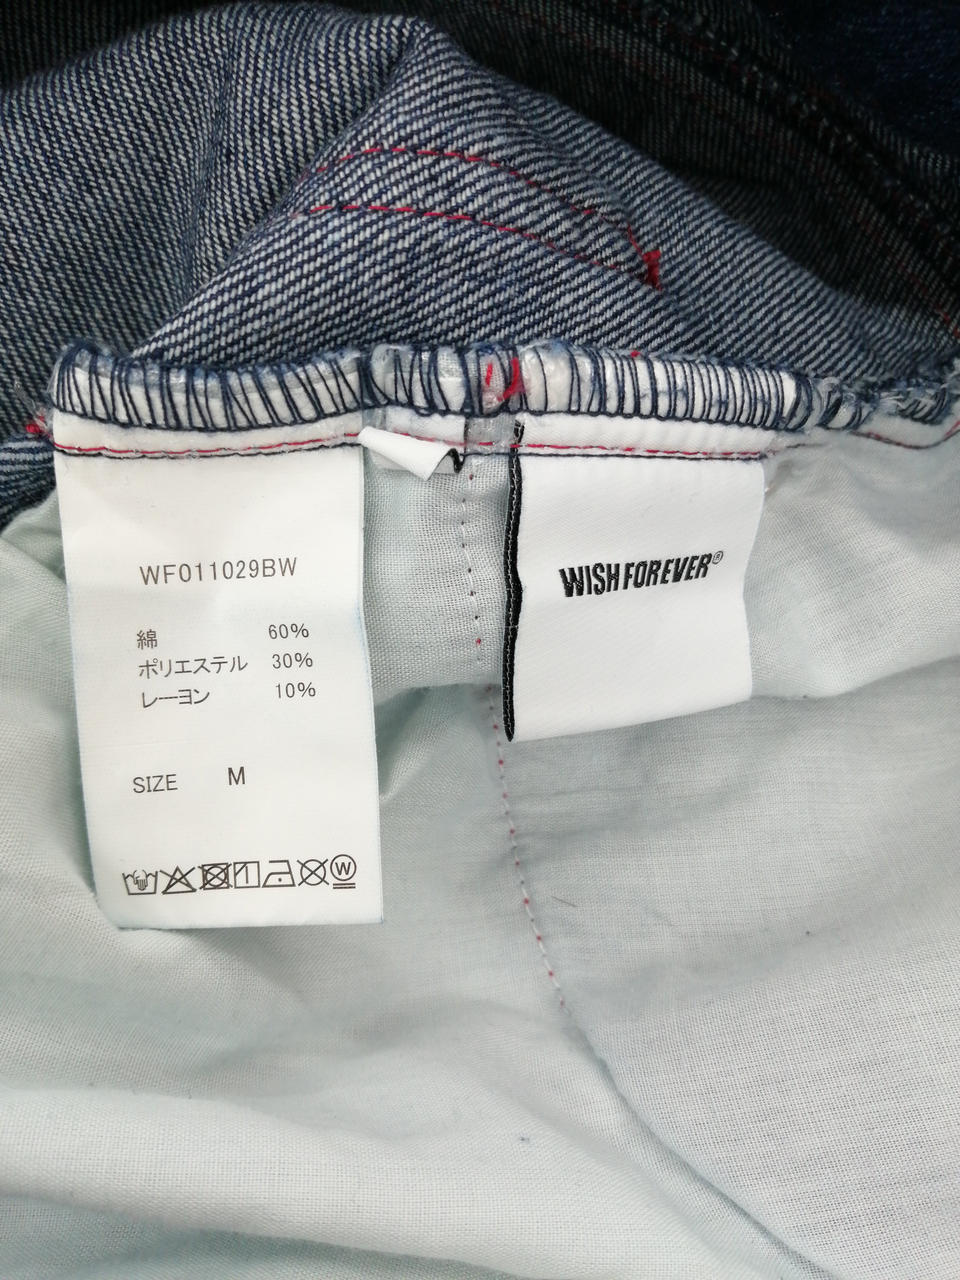 WF011029BW
綿 60%
ポリエステル 30%
レーヨン 10%
SIZE M
W
WISH FOREVER®